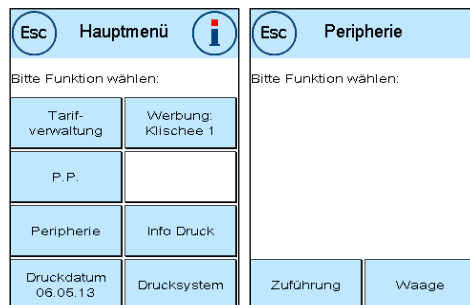 Esc Hauptmenü i
Bitte Funktion wählen:
Tarif-
verwaltung
Werbung:
Klischee 1
P.P.
Peripherie
Info Druck
Druckdatum
06.05.13
Drucksystem
Esc Peripherie
Bitte Funktion wählen:
Zuführung
Waage